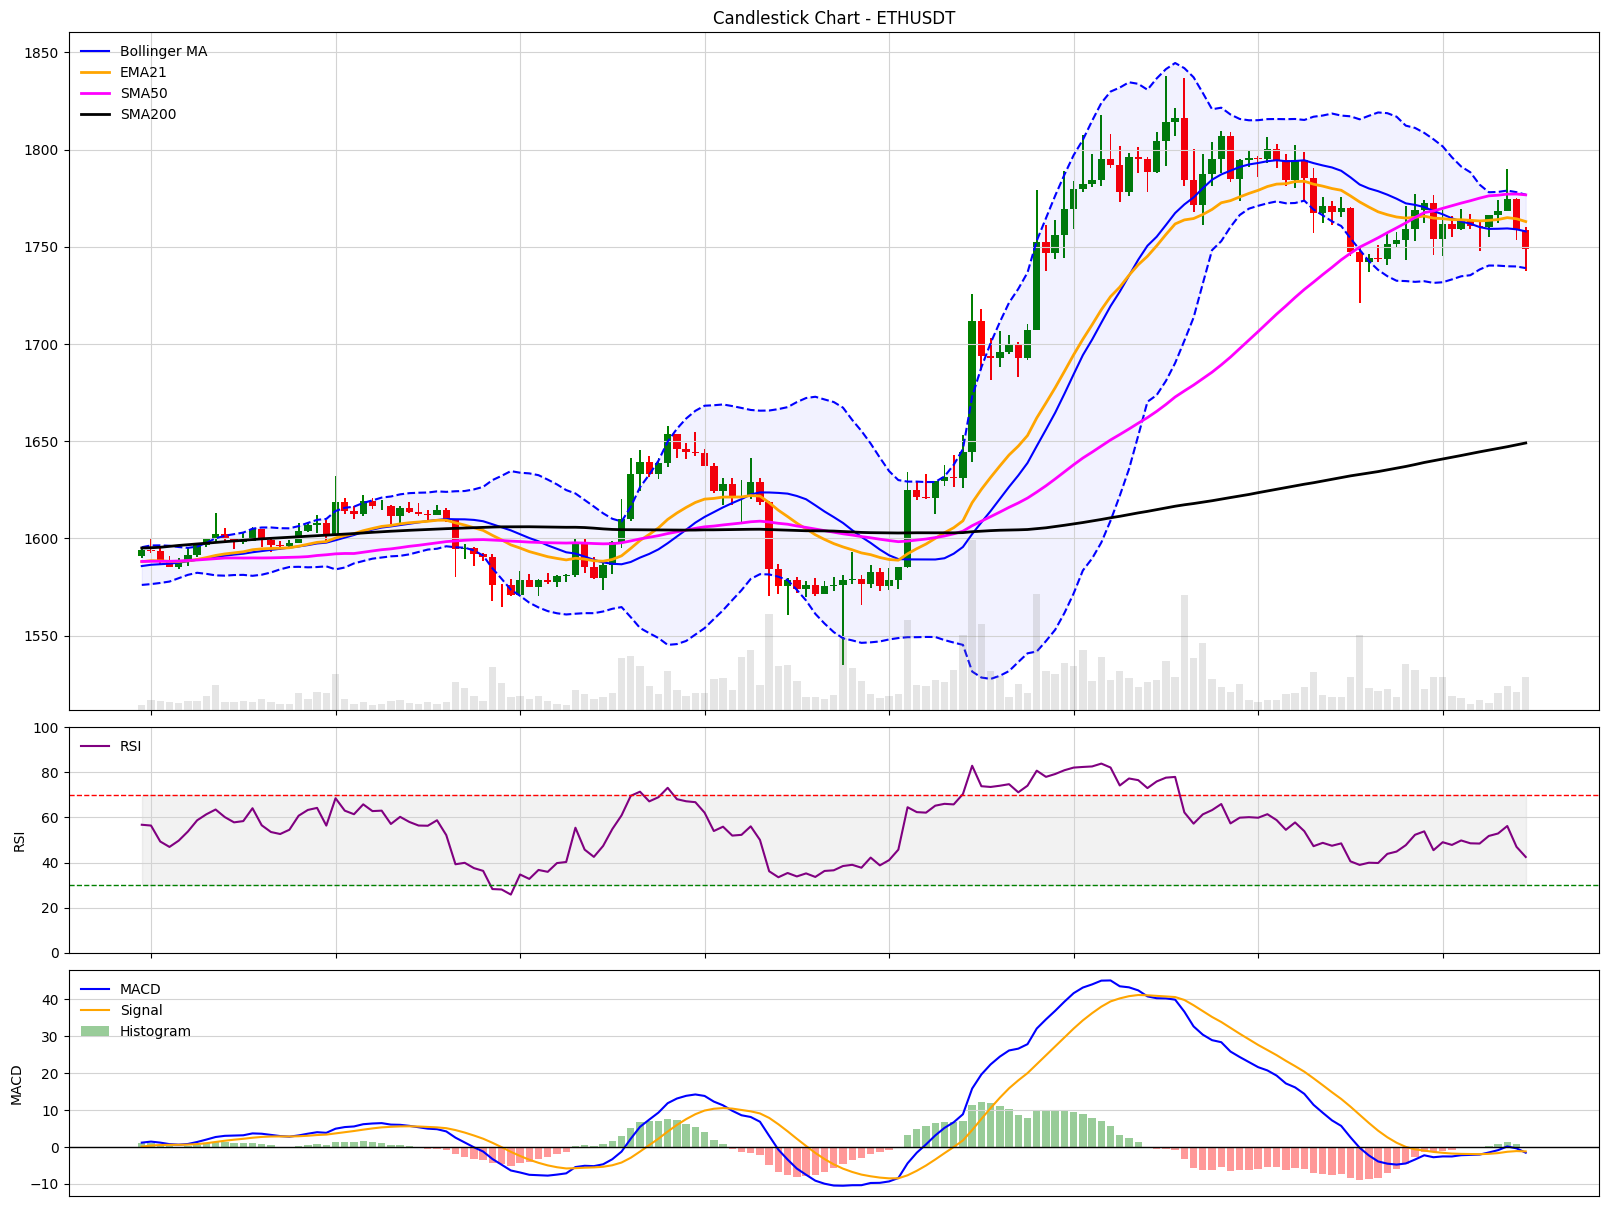 Candlestick Chart - ETHUSDT
Bollinger MA
EMA21
SMA50
SMA200
1850
1800
1750
1700
1650
1600
1550
RSI
100
80
60
40
20
0
RSI
MACD
Signal
Histogram
40
30
20
10
0
−10
MACD